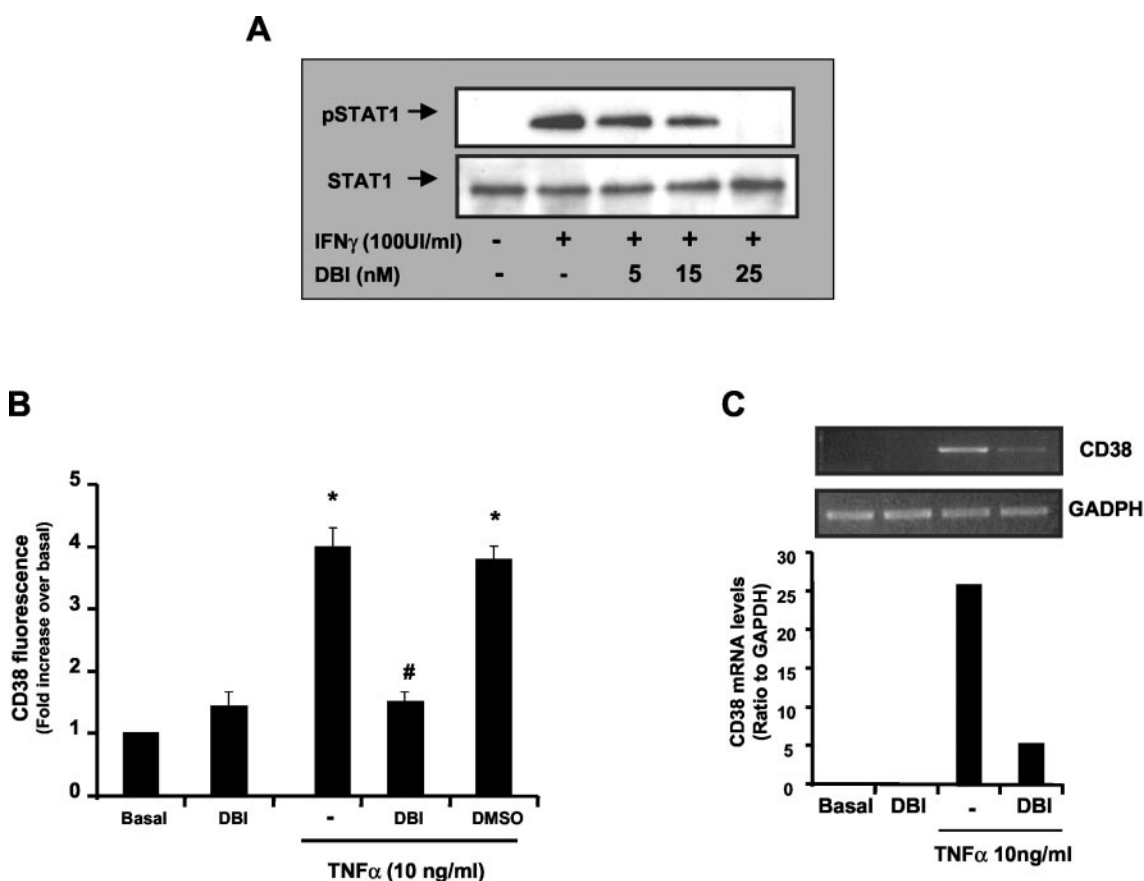 A
pSTAT1
STAT1
IFNγ (100UI/ml) - + + + +
DBI (nM) - - 5 15 25
B
CD38 fluorescence
(Fold increase over basal)
5
4
3
2
1
0
* # *
Basal DBI - DBI DMSO
TNFα (10 ng/ml)
C
CD38
GADPH
CD38 mRNA levels
(Ratio to GAPDH)
30
25
20
15
10
5
0
Basal DBI - DBI
TNFα 10ng/ml